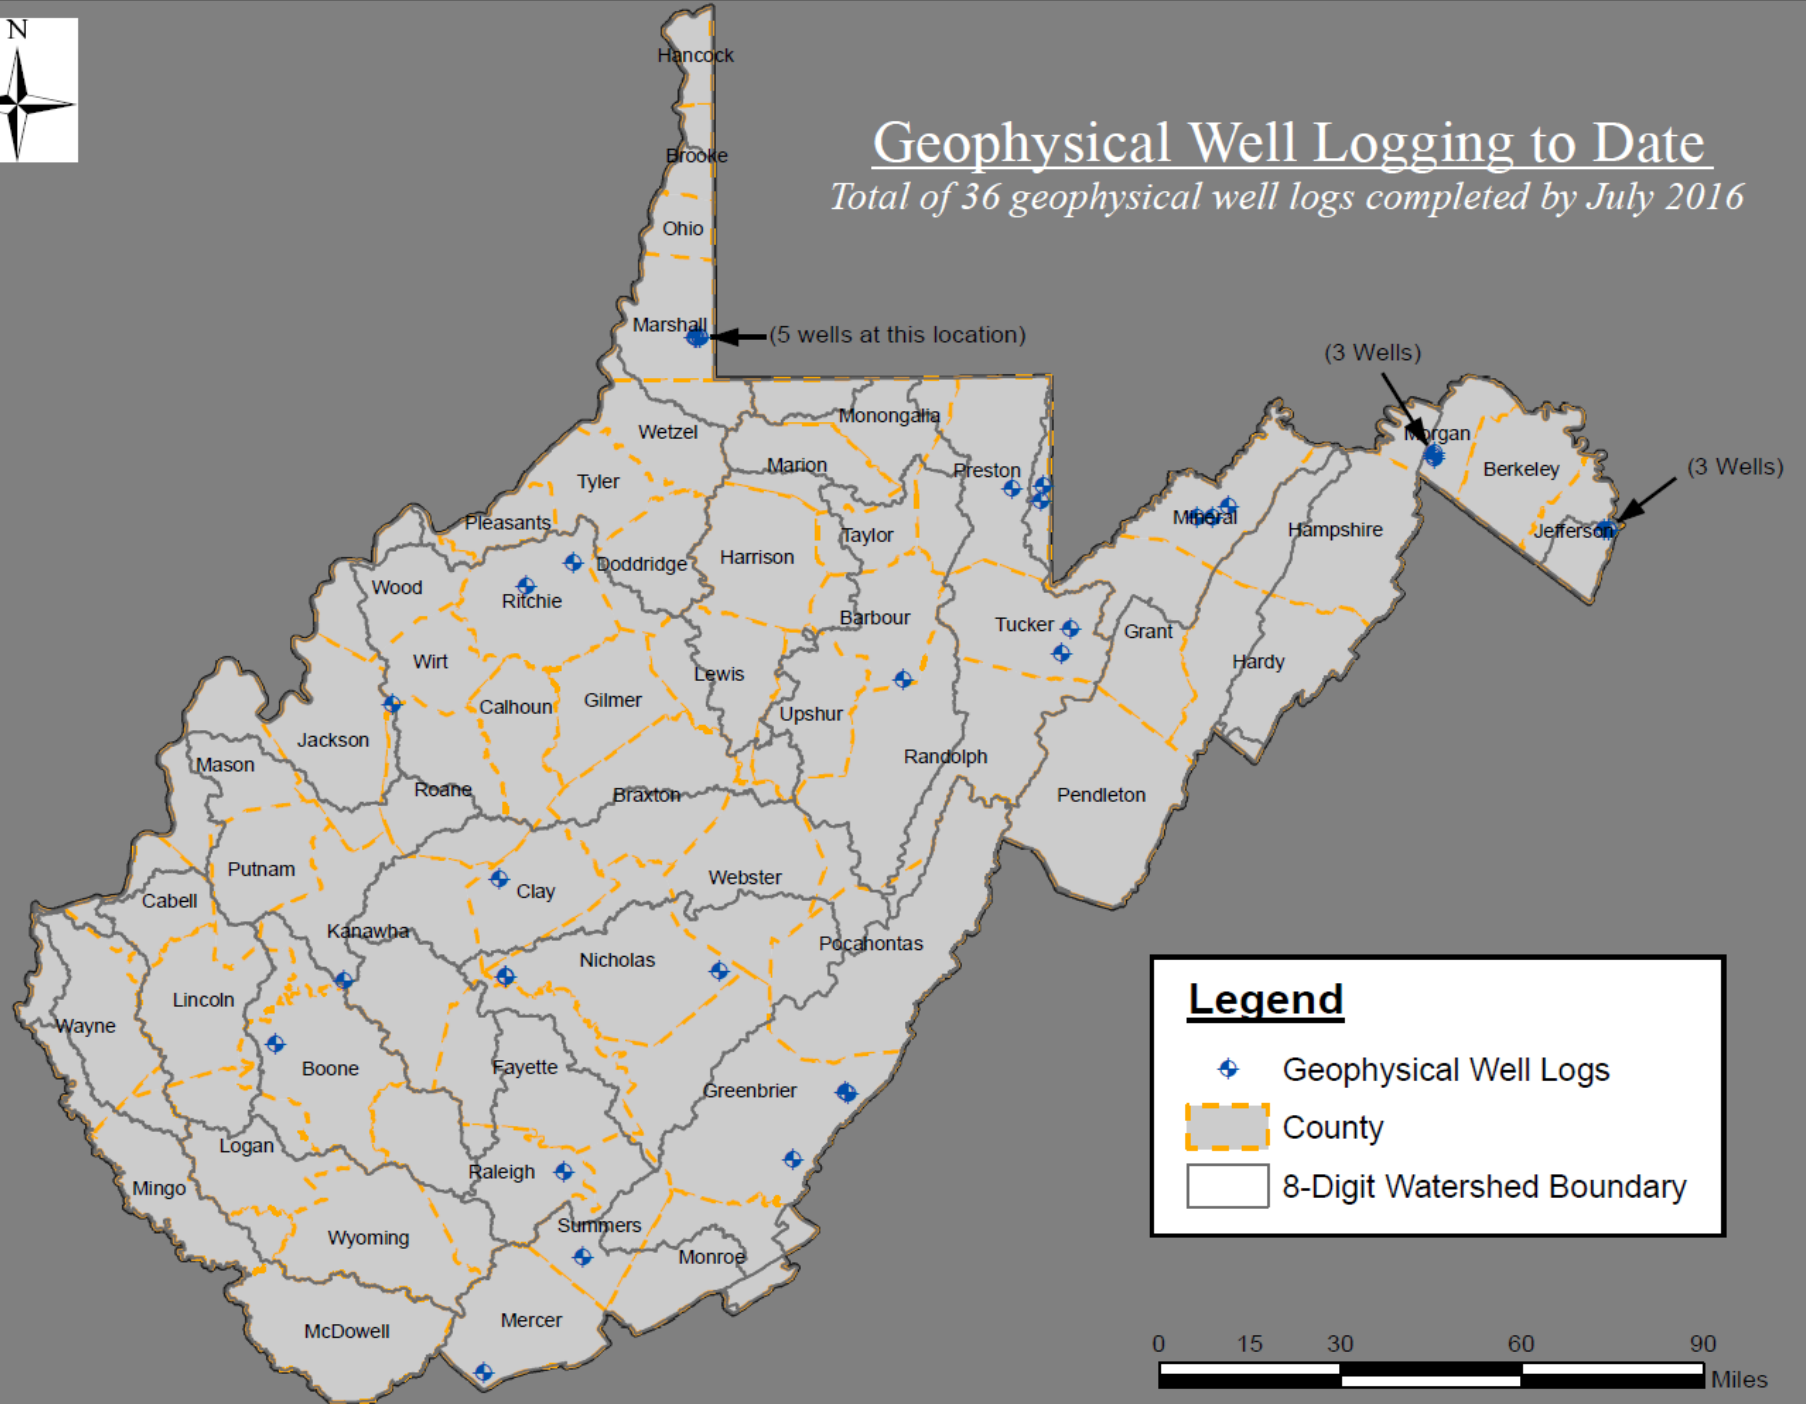 N
Hancock
Geophysical Well Logging to Date
Total of 36 geophysical well logs completed by July 2016
Brooke
Ohio
Marshall
(5 wells at this location)
(3 Wells)
Monongalia
Wetzel
Morgan
Marion
Preston
Berkeley
(3 Wells)
Tyler
Pleasants
Mineral
Hampshire
Jefferson
Taylor
Harrison
Doddridge
Wood
Ritchie
Barbour
Tucker
Grant
Wirt
Hardy
Lewis
Gilmer
Calhoun
Upshur
Jackson
Randolph
Mason
Roane
Braxton
Pendleton
Putnam
Webster
Clay
Cabell
Kanawha
Pocahontas
Nicholas
Lincoln
Wayne
Boone
Fayette
Greenbrier
Logan
Raleigh
Mingo
Summers
Wyoming
Monroe
Mercer
McDowell
Legend
Geophysical Well Logs
County
8-Digit Watershed Boundary
0 15 30 60 90
Miles